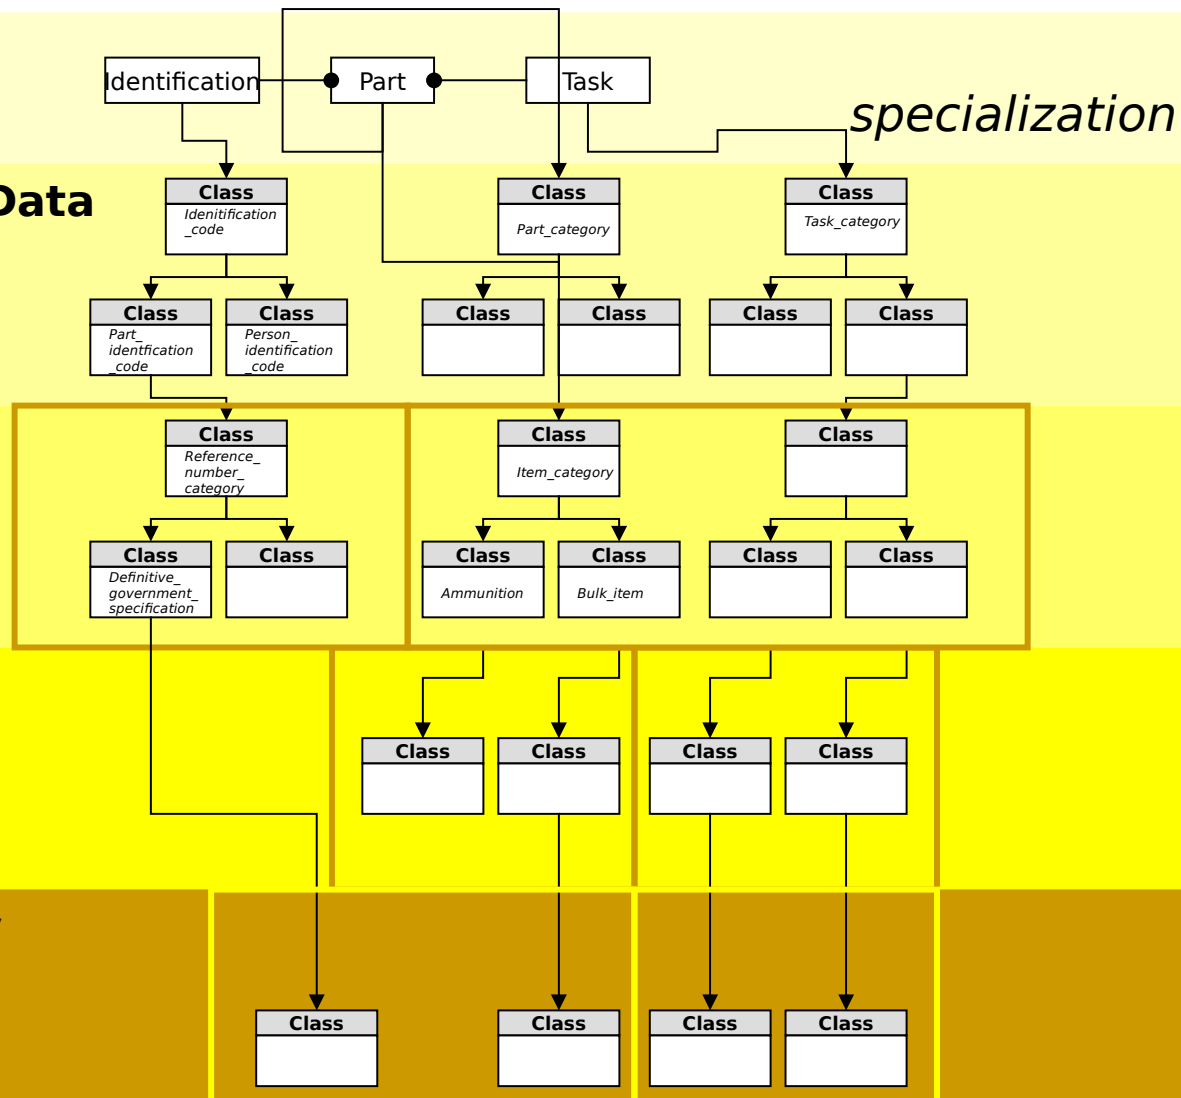 Identification Part Task
specialization
Data
Class Class Class
Idenitification
_code
Part_category
Task_category
Class Class Class Class Class Class
Part_
identfication
_code
Person_
identification
_code
Class Class Class
Reference_
number_
category
Item_category
Class Class Class Class Class Class
Definitive_
government_
specification
Ammunition
Bulk_item
Class Class Class Class
Class Class Class Class